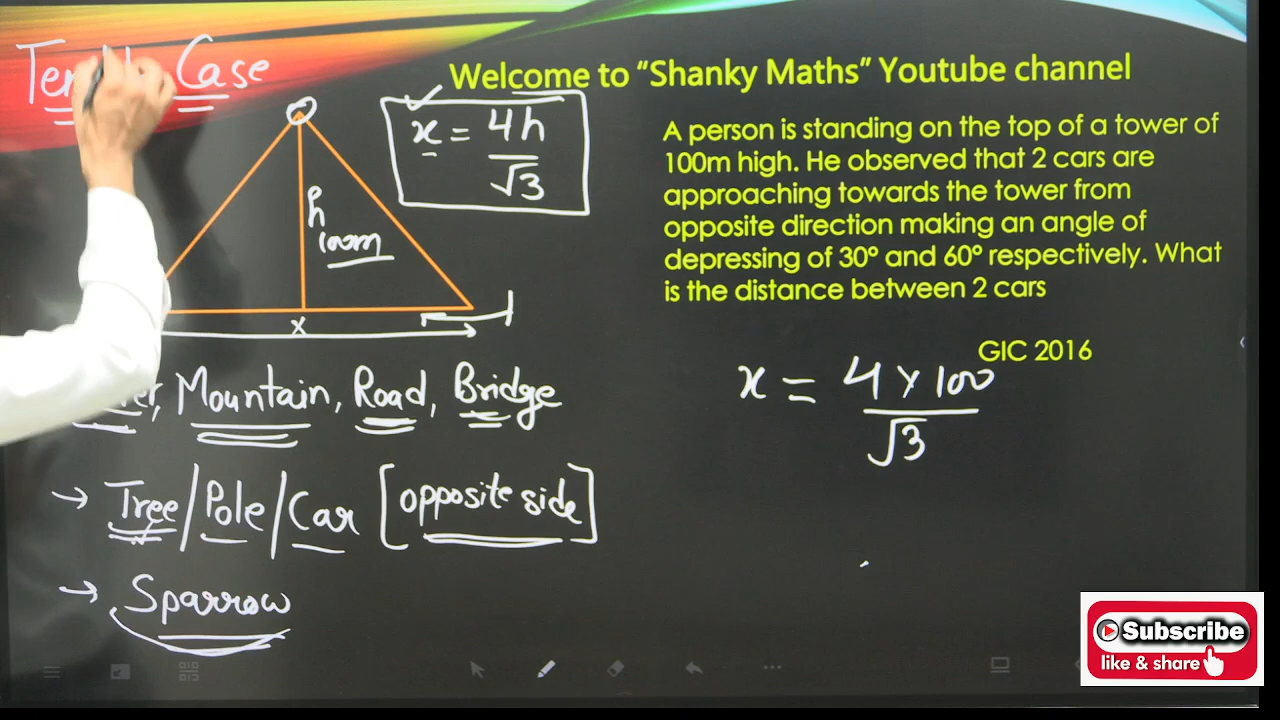 Case
Welcome to “Shanky Maths” Youtube channel
x = 4h
√3
h
100m
x
A person is standing on the top of a tower of
100m high. He observed that 2 cars are
approaching towards the tower from
opposite direction making an angle of
depressing of 30º and 60º respectively. What
is the distance between 2 cars
GIC 2016
x = 4 x 100
√3
Mountain, Road, Bridge
→ Tree/Pole/Car [opposite side]
→ Sparrow
Subscribe
like & share